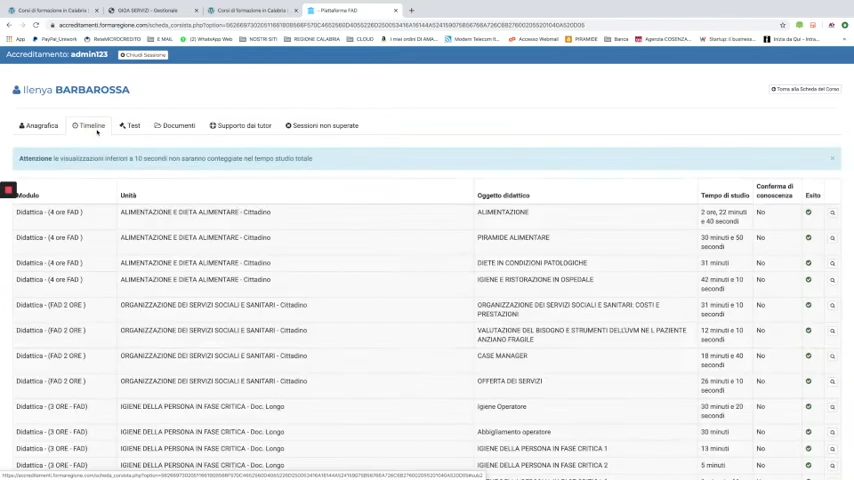 Corsi di formazione in Calabria
GIOIA SERVIZI - Gestionale
Corsi di formazione in Calabria
- Piattaforma FAD
App
PayPal_Unework
ReteMICROCREDITO
E MAIL
(2) WhatsApp Web
NOSTRI SITI
REGIONE CALABRIA
CLOUD
I miei ordini DI AMA...
Modem Telecom It...
Accesso Webmail
PIRAMIDE
Banca
Agenzia COSENZA...
Startup: il business...
Inizia da Qui – Intra...
Accreditamento: admin123
Chiudi Sessione
Ilenya BARBAROSSA
Torna alla Scheda del Corso
Anagrafica
Timeline
Test
Documenti
Supporto dai tutor
Sessioni non superate
Attenzione le visualizzazioni inferiori a 10 secondi non saranno conteggiate nel tempo studio totale
Modulo Unità Oggetto didattico Tempo di studio Conferma di conoscenza Esito
Didattica - (4 ore FAD ) ALIMENTAZIONE E DIETA ALIMENTARE - Cittadino ALIMENTAZIONE 2 ore, 22 minuti e 40 secondi No
Didattica - (4 ore FAD ) ALIMENTAZIONE E DIETA ALIMENTARE - Cittadino PIRAMIDE ALIMENTARE 30 minuti e 50 secondi No
Didattica - (4 ore FAD ) ALIMENTAZIONE E DIETA ALIMENTARE - Cittadino DIETE IN CONDIZIONI PATOLOGICHE 31 minuti No
Didattica - (4 ore FAD ) ALIMENTAZIONE E DIETA ALIMENTARE - Cittadino IGIENE E RISTORAZIONE IN OSPEDALE 42 minuti e 10 secondi No
Didattica - (FAD 2 ORE ) ORGANIZZAZIONE DEI SERVIZI SOCIALI E SANITARI - Cittadino ORGANIZZAZIONE DEI SERVIZI SOCIALI E SANITARI: COSTI E PRESTAZIONI 31 minuti e 10 secondi No
Didattica - (FAD 2 ORE ) ORGANIZZAZIONE DEI SERVIZI SOCIALI E SANITARI - Cittadino VALUTAZIONE DEL BISOGNO E STRUMENTI DELL'UVM NE L PAZIENTE ANZIANO FRAGILE 12 minuti e 10 secondi No
Didattica - (FAD 2 ORE ) ORGANIZZAZIONE DEI SERVIZI SOCIALI E SANITARI - Cittadino CASE MANAGER 18 minuti e 40 secondi No
Didattica - (FAD 2 ORE ) ORGANIZZAZIONE DEI SERVIZI SOCIALI E SANITARI - Cittadino OFFERTA DEI SERVIZI 26 minuti e 10 secondi No
Didattica - (3 ORE - FAD) IGIENE DELLA PERSONA IN FASE CRITICA - Doc. Longo Igiene Operatore 30 minuti e 20 secondi No
Didattica - (3 ORE - FAD) IGIENE DELLA PERSONA IN FASE CRITICA - Doc. Longo Abbigliamento operatore 30 minuti No
Didattica - (3 ORE - FAD) IGIENE DELLA PERSONA IN FASE CRITICA - Doc. Longo IGIENE DELLA PERSONA IN FASE CRITICA 1 13 minuti No
Didattica - (3 ORE - FAD) IGIENE DELLA PERSONA IN FASE CRITICA - Doc. Longo IGIENE DELLA PERSONA IN FASE CRITICA 2 5 minuti No